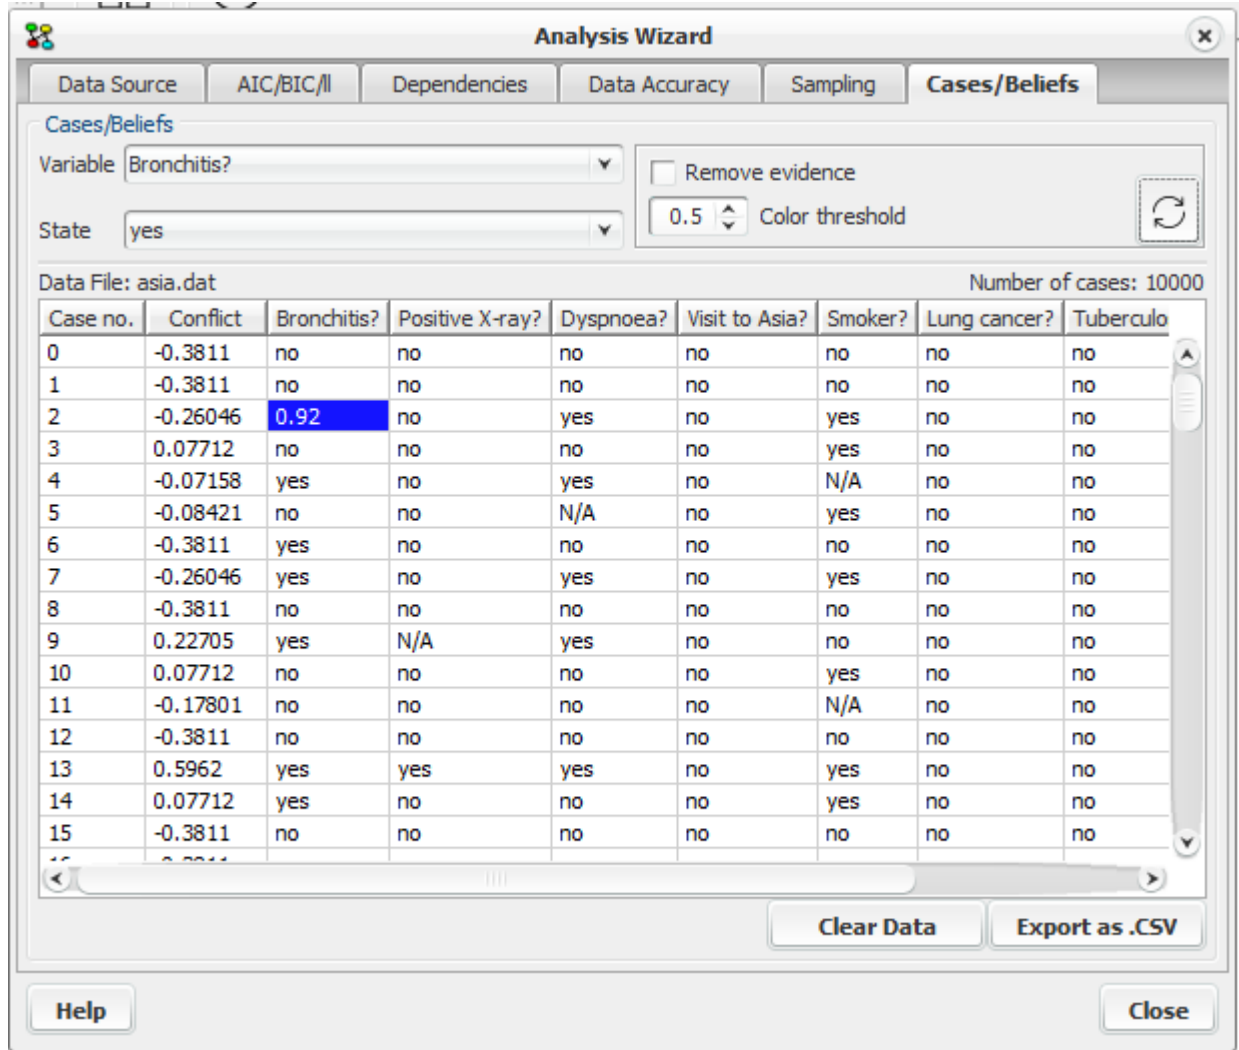 Analysis Wizard
Data Source AIC/BIC/ll Dependencies Data Accuracy Sampling Cases/Beliefs
Cases/Beliefs
Variable Bronchitis?
Remove evidence
0.5 Color threshold
State yes
Data File: asia.dat Number of cases: 10000
Case no. Conflict Bronchitis? Positive X-ray? Dyspnoea? Visit to Asia? Smoker? Lung cancer? Tuberculo
0 -0.3811 no no no no no no no
1 -0.3811 no no no no no no no
2 -0.26046 0.92 no yes no yes no no
3 0.07712 no no no no yes no no
4 -0.07158 yes no yes no N/A no no
5 -0.08421 no no N/A no yes no no
6 -0.3811 yes no no no no no no
7 -0.26046 yes no yes no yes no no
8 -0.3811 no no no no no no no
9 0.22705 yes N/A yes no no no no
10 0.07712 no no no no yes no no
11 -0.17801 no no no no N/A no no
12 -0.3811 no no no no no no no
13 0.5962 yes yes yes no yes no no
14 0.07712 yes no no no yes no no
15 -0.3811 no no no no no no no
Clear Data Export as .CSV
Help Close